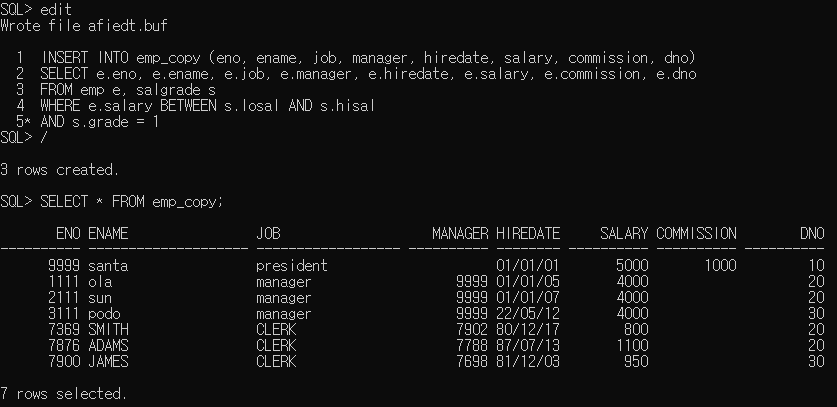 SQL> edit
Wrote file afiedt.buf
1 INSERT INTO emp_copy (eno, ename, job, manager, hiredate, salary, commission, dno)
2 SELECT e.eno, e.ename, e.job, e.manager, e.hiredate, e.salary, e.commission, e.dno
3 FROM emp e, salgrade s
4 WHERE e.salary BETWEEN s.losal AND s.hisal
5* AND s.grade = 1
SQL> /
3 rows created.
SQL> SELECT * FROM emp_copy;
ENO ENAME JOB MANAGER HIREDATE SALARY COMMISSION DNO
---------- -------------------- ------------------ ---------- -------- ---------- ---------- ----------
9999 santa president 01/01/01 5000 1000 10
1111 ola manager 9999 01/01/05 4000 20
2111 sun manager 9999 01/01/07 4000 20
3111 podo manager 9999 22/05/12 4000 30
7369 SMITH CLERK 7902 80/12/17 800 20
7876 ADAMS CLERK 7788 87/07/13 1100 20
7900 JAMES CLERK 7698 81/12/03 950 30
7 rows selected.